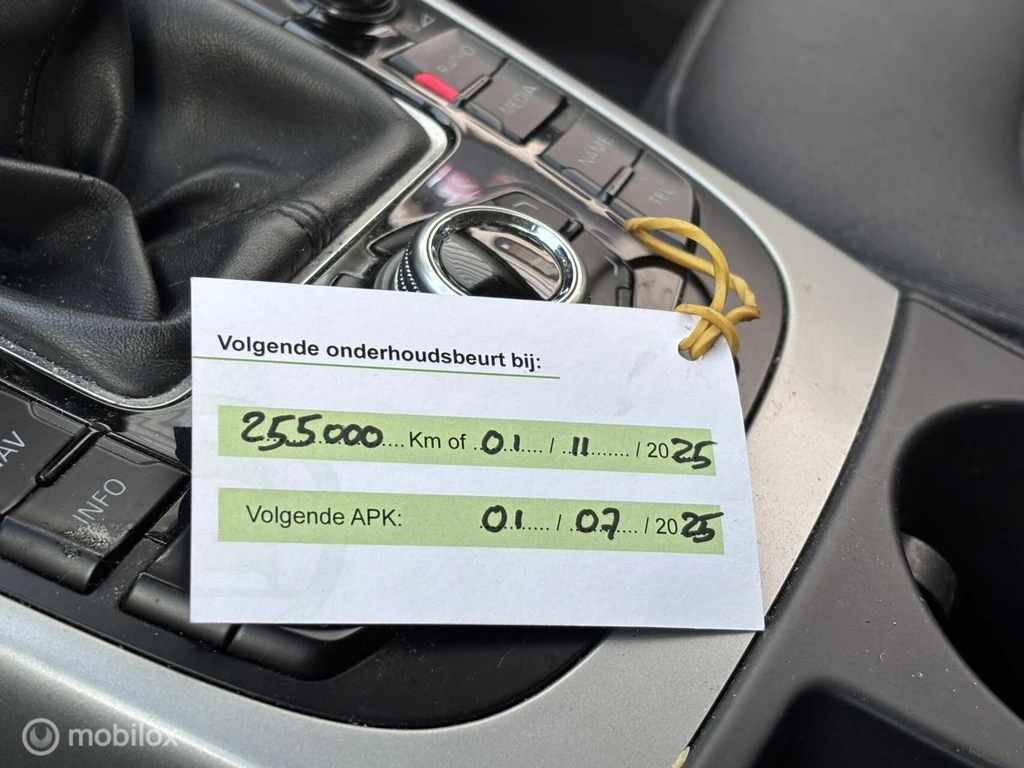 RADIO
MEDIA
NAME
TEL
Volgende onderhoudsbeurt bij:
255.000 Km of 01 / 11 / 2025
Volgende APK: 01 / 07 / 2025
NAV
INFO
mobilox